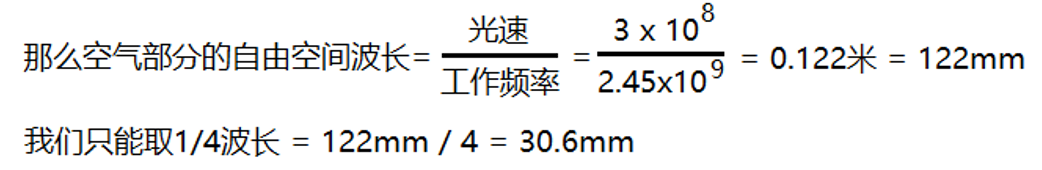 那么空气部分的自由空间波长= 光速/工作频率 = 3 x 10^8/2.45x10^9 = 0.122米 = 122mm
我们只能取1/4波长 = 122mm / 4 = 30.6mm